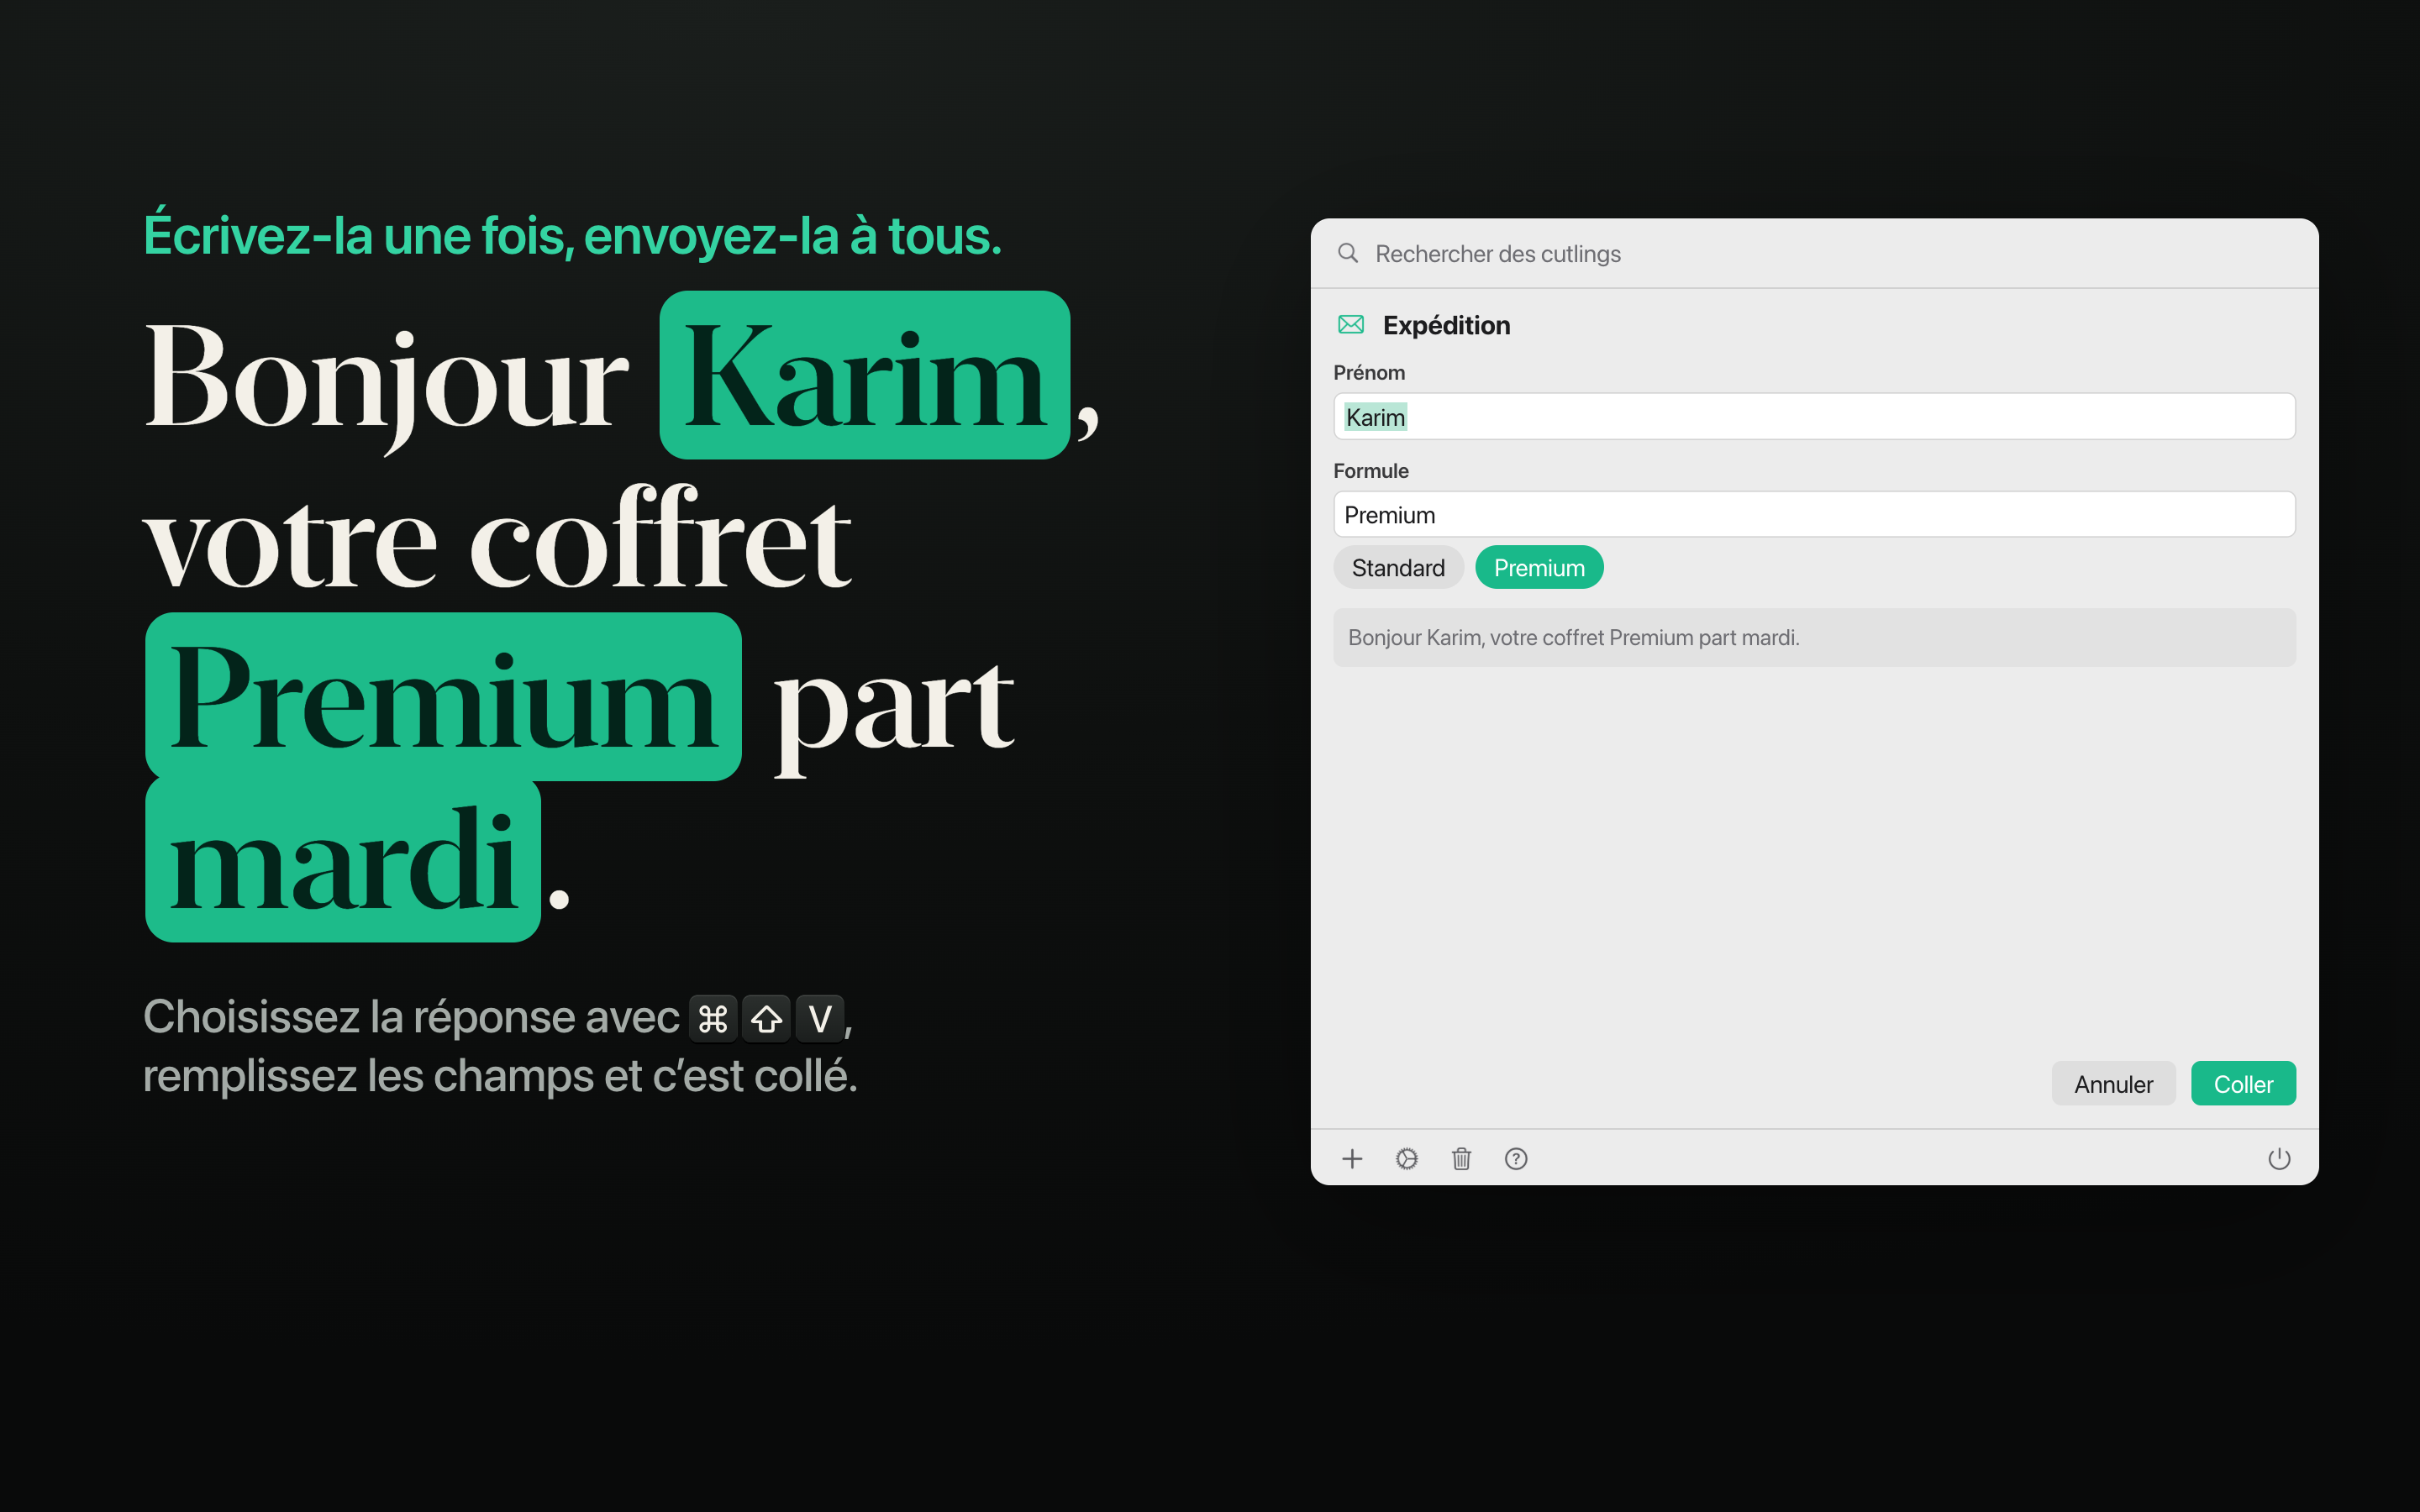 Écrivez-la une fois, envoyez-la à tous.
Bonjour Karim,
votre coffret
Premium part
mardi.
Choisissez la réponse avec ⌘ ⇧ V,
remplissez les champs et c’est collé.
Rechercher des cutlings
Expédition
Prénom
Karim
Formule
Premium
Standard Premium
Bonjour Karim, votre coffret Premium part mardi.
Annuler Coller